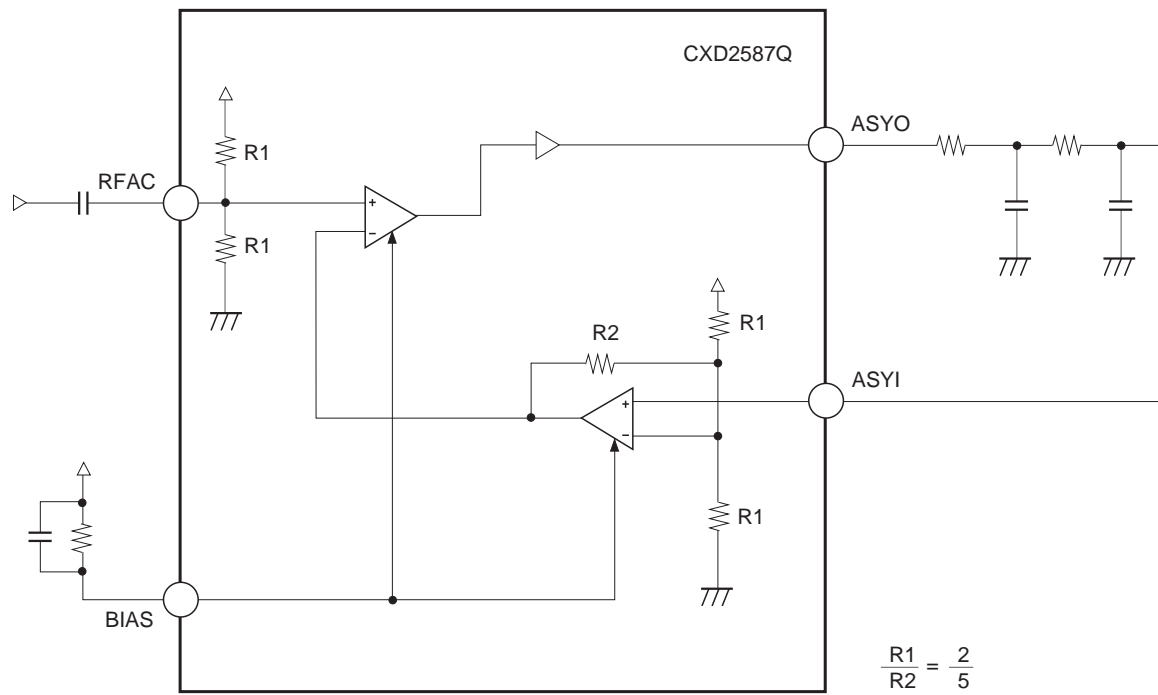 CXD2587Q
ASYO
R1
RFAC
+
−
R1
R1
R2
ASYI
+
−
R1
BIAS
R1/R2 = 2/5